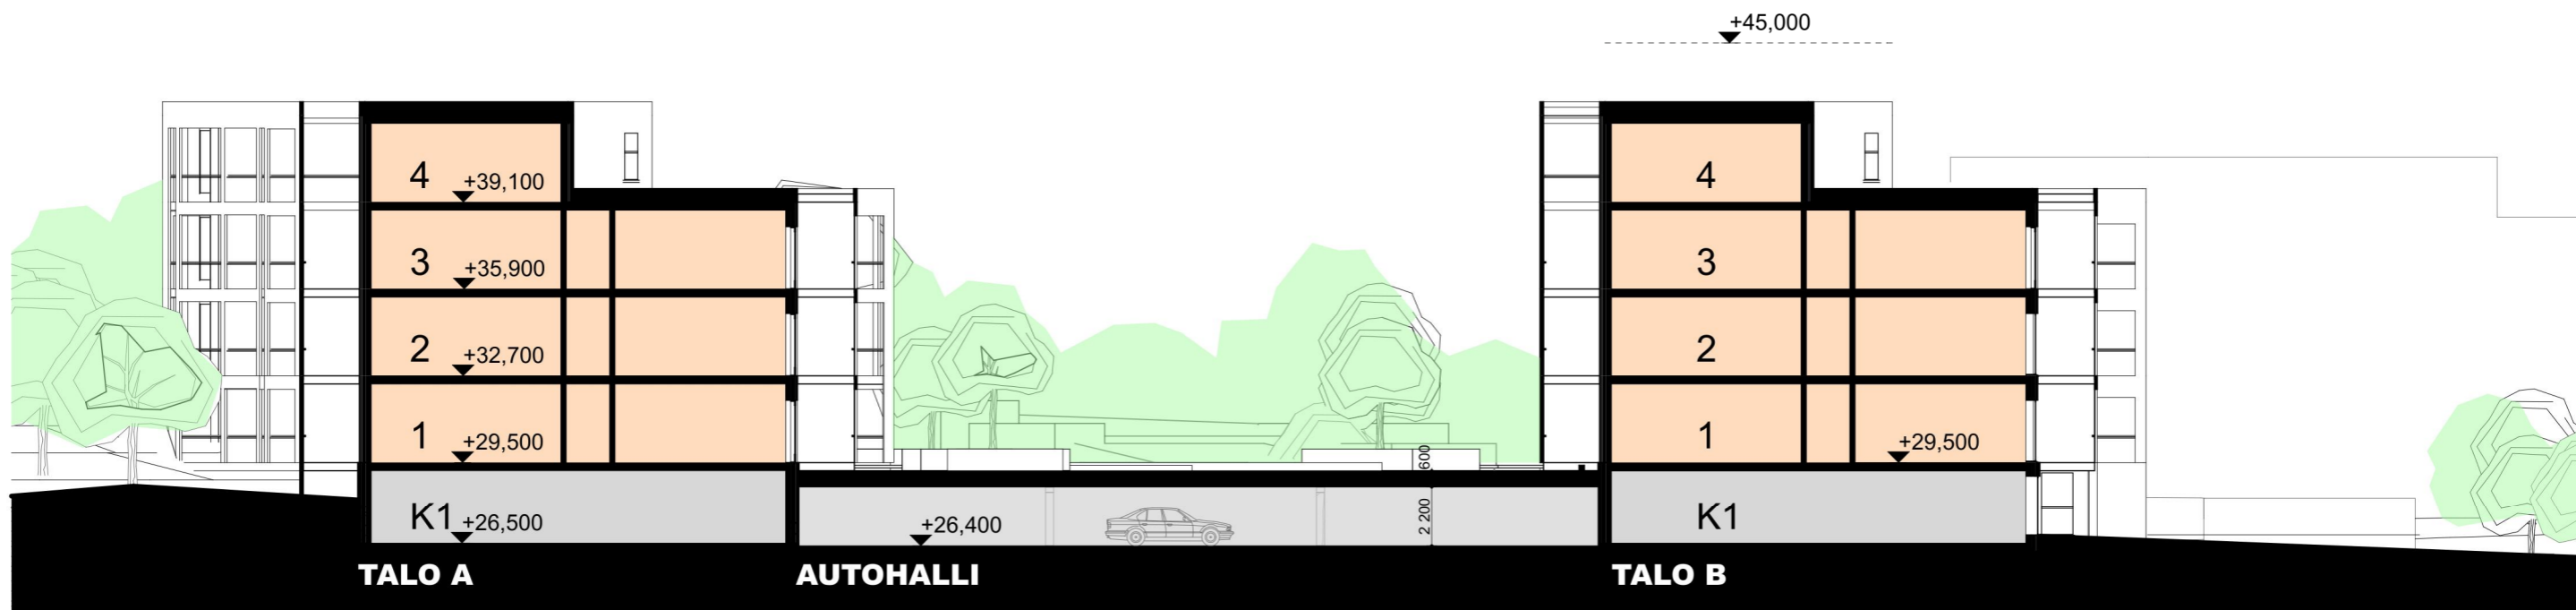 +45,000
4 +39,100
4
3 +35,900
3
2 +32,700
2
1 +29,500
1 +29,500
600
K1 +26,500
+26,400
2 200
K1
TALO A
AUTOHALLI
TALO B